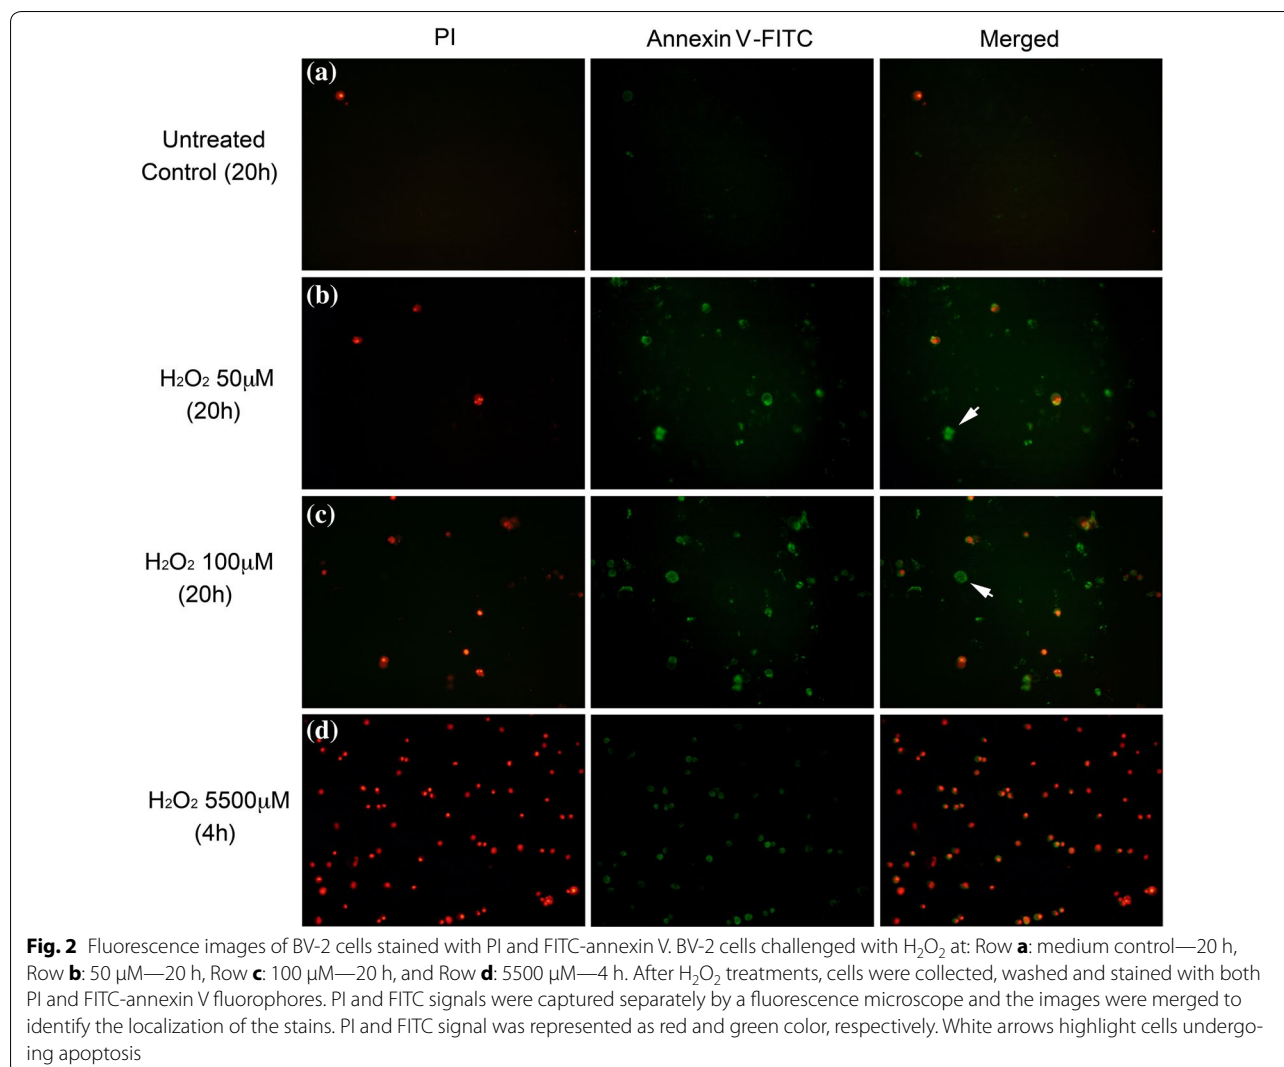 PI Annexin V-FITC Merged
(a)
Untreated
Control (20h)
(b)
H₂O₂ 50μM
(20h)
(c)
H₂O₂ 100μM
(20h)
(d)
H₂O₂ 5500μM
(4h)
Fig. 2 Fluorescence images of BV-2 cells stained with PI and FITC-annexin V. BV-2 cells challenged with H₂O₂ at: Row a: medium control—20 h,
Row b: 50 μM—20 h, Row c: 100 μM—20 h, and Row d: 5500 μM—4 h. After H₂O₂ treatments, cells were collected, washed and stained with both
PI and FITC-annexin V fluorophores. PI and FITC signals were captured separately by a fluorescence microscope and the images were merged to
identify the localization of the stains. PI and FITC signal was represented as red and green color, respectively. White arrows highlight cells undergo-
ing apoptosis